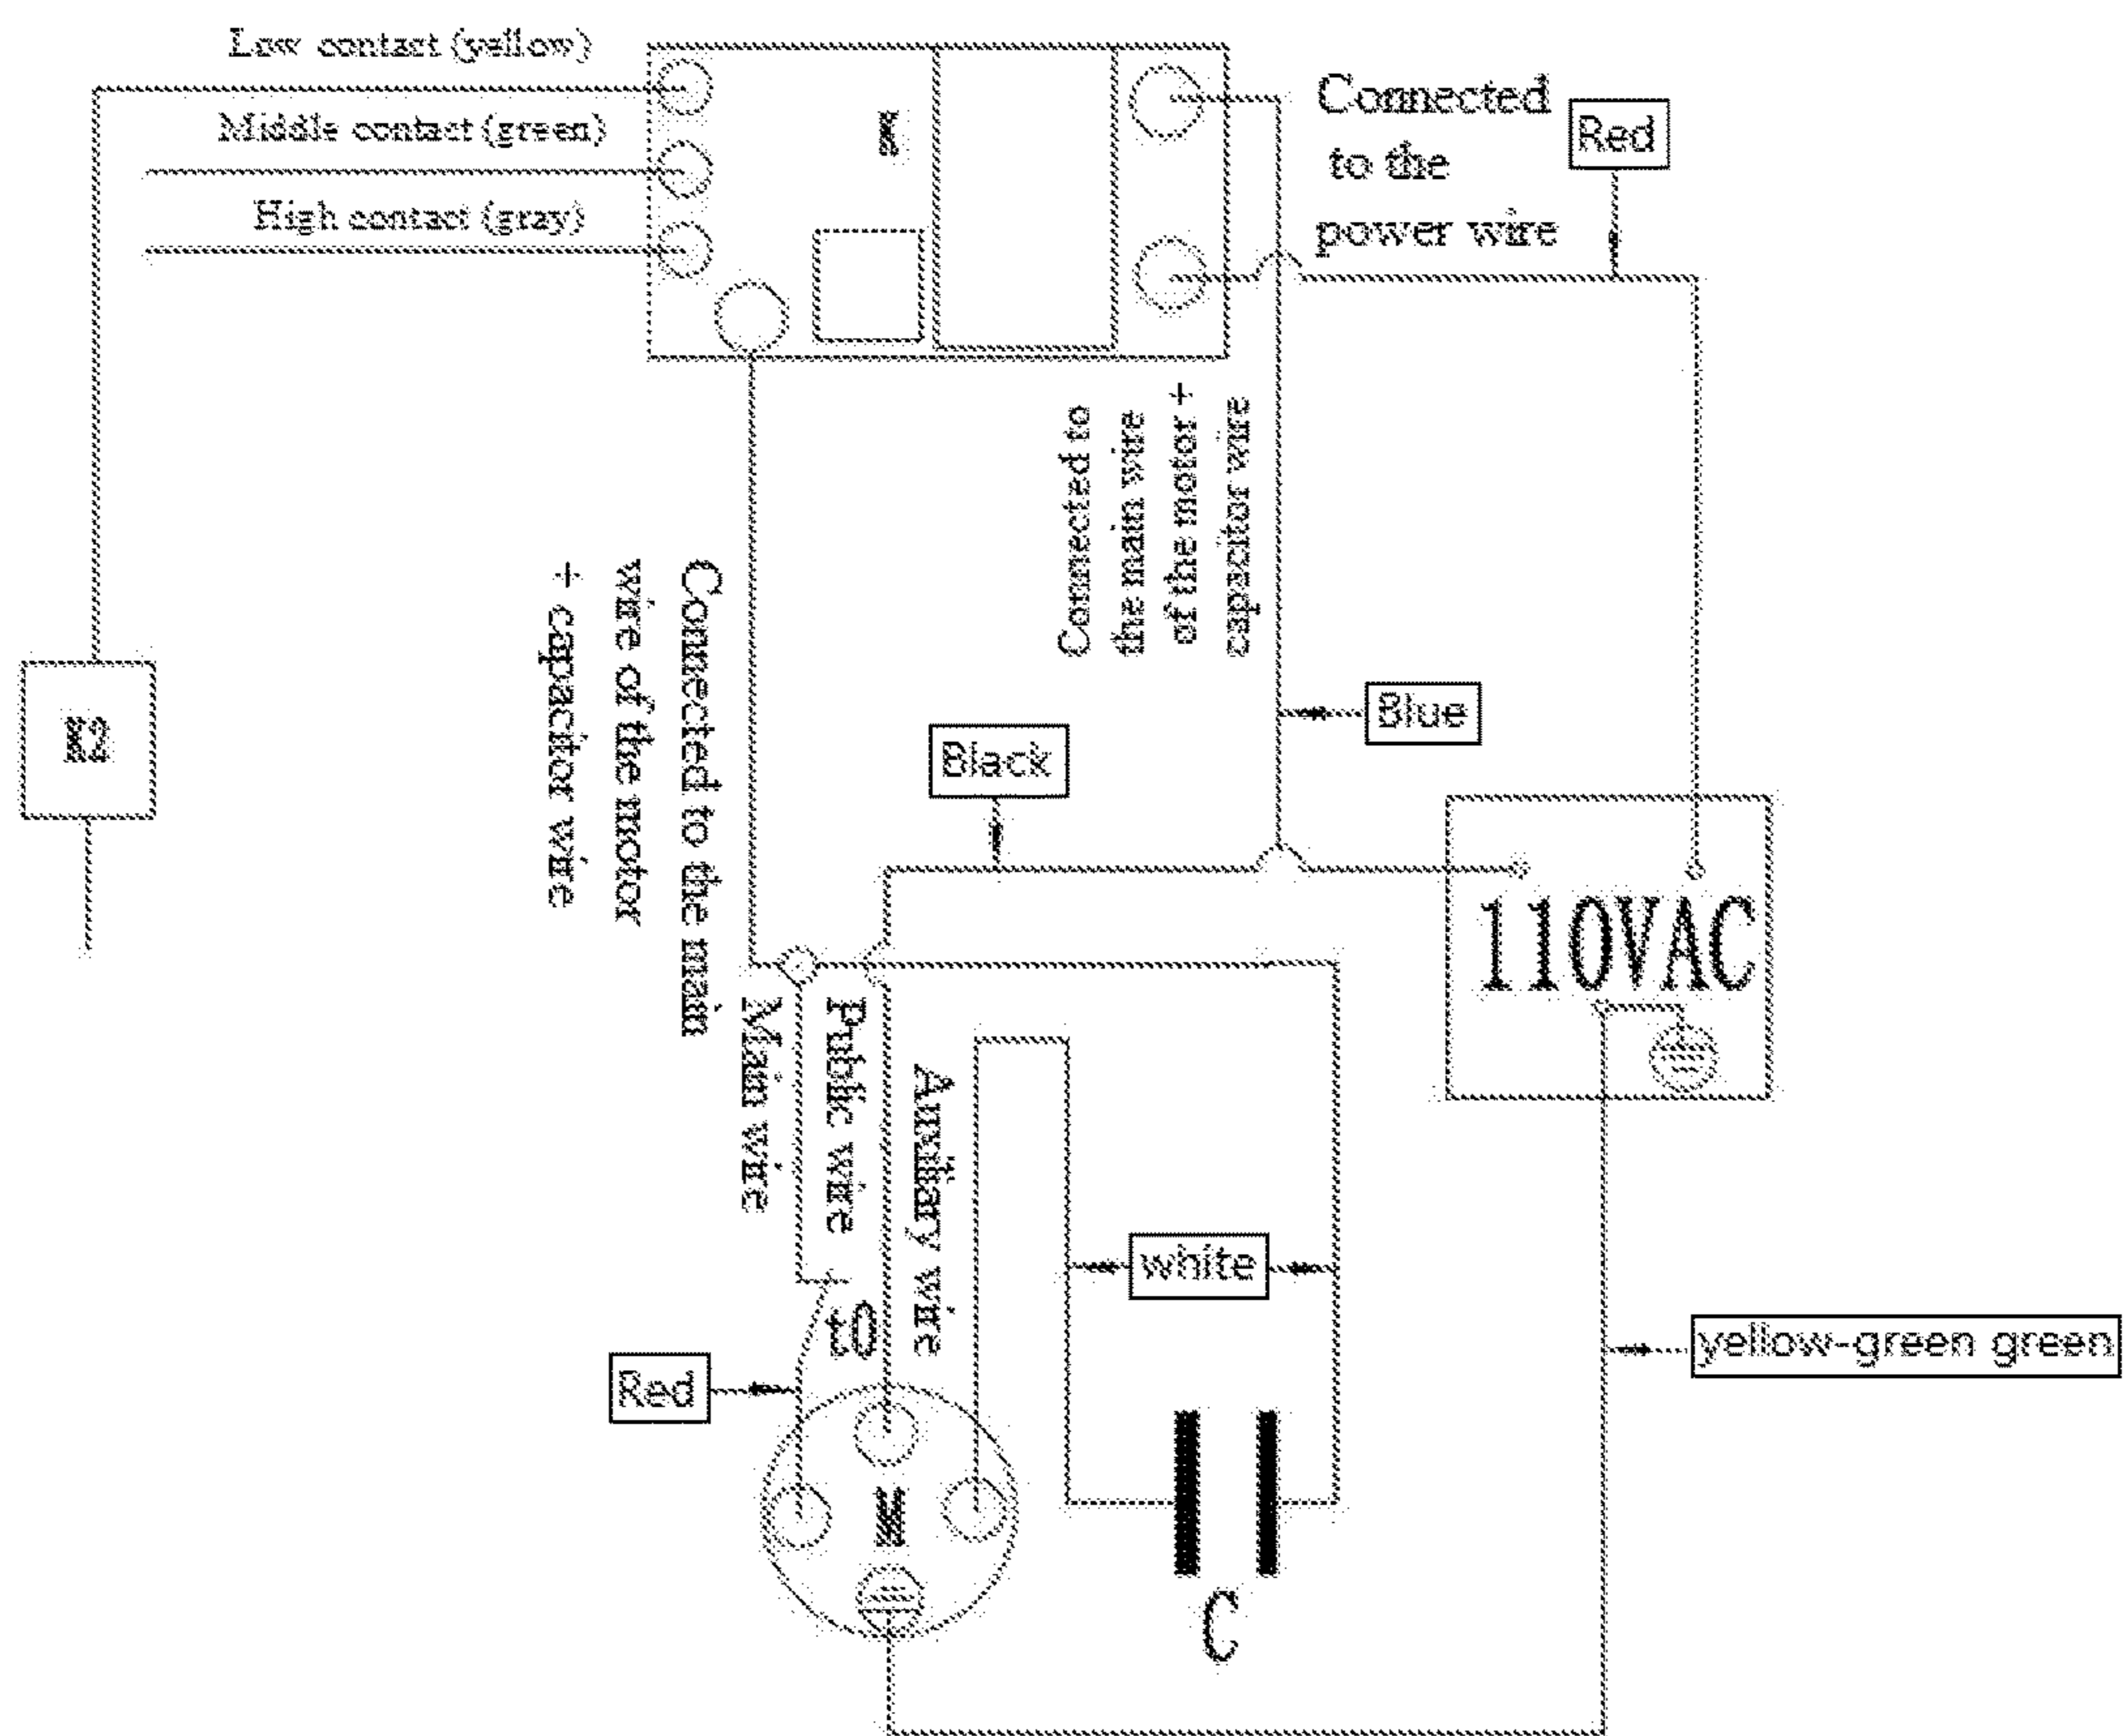 Low contact (yellow)
Middle contact (green)
High contact (gray)
K
Connected
to the
power wire
Red
Connected to
the main wire
of the motor +
capacitor wire
Connected to the main
wire of the motor
+ capacitor wire
Blue
Black
K2
110VAC
Main wire
Public wire
Auxiliary wire
white
t0
Red
yellow-green green
M
C